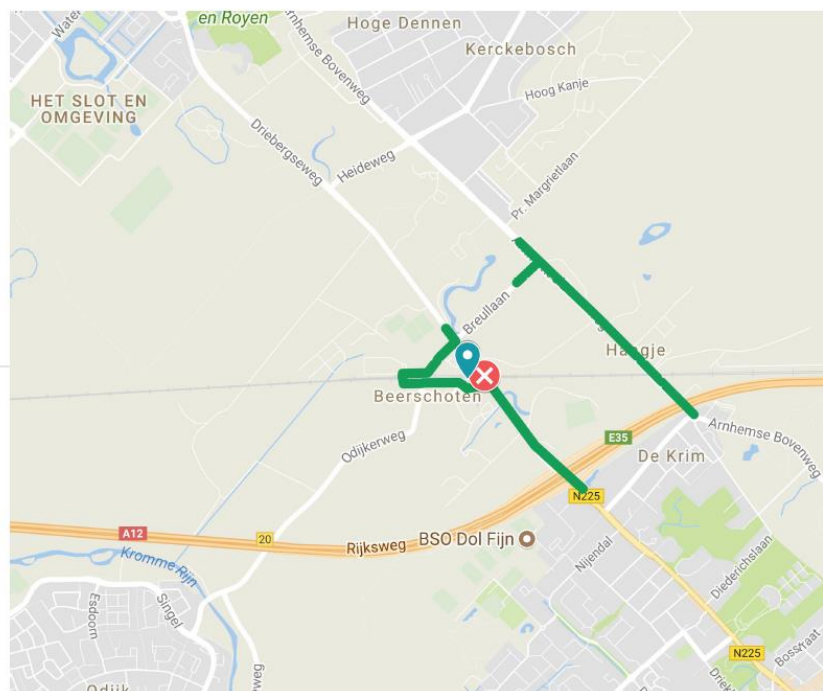 en Royen
Hoge Dennen
Kerckebosch
Arnhemse Bovenweg
Hoog Kanje
HET SLOT EN
OMGEVING
Driebergseweg
Heideweg
Pr. Margrietlaan
Breullaan
Beerschoten
Odijkerweg
E35
Arnhemse Bovenweg
De Krim
N225
A12
20
Rijksweg
BSO Dol Fijn
Kromme Rijn
Nijendal
Diederichslaan
Esdoorn
Singel
N225
Odijk